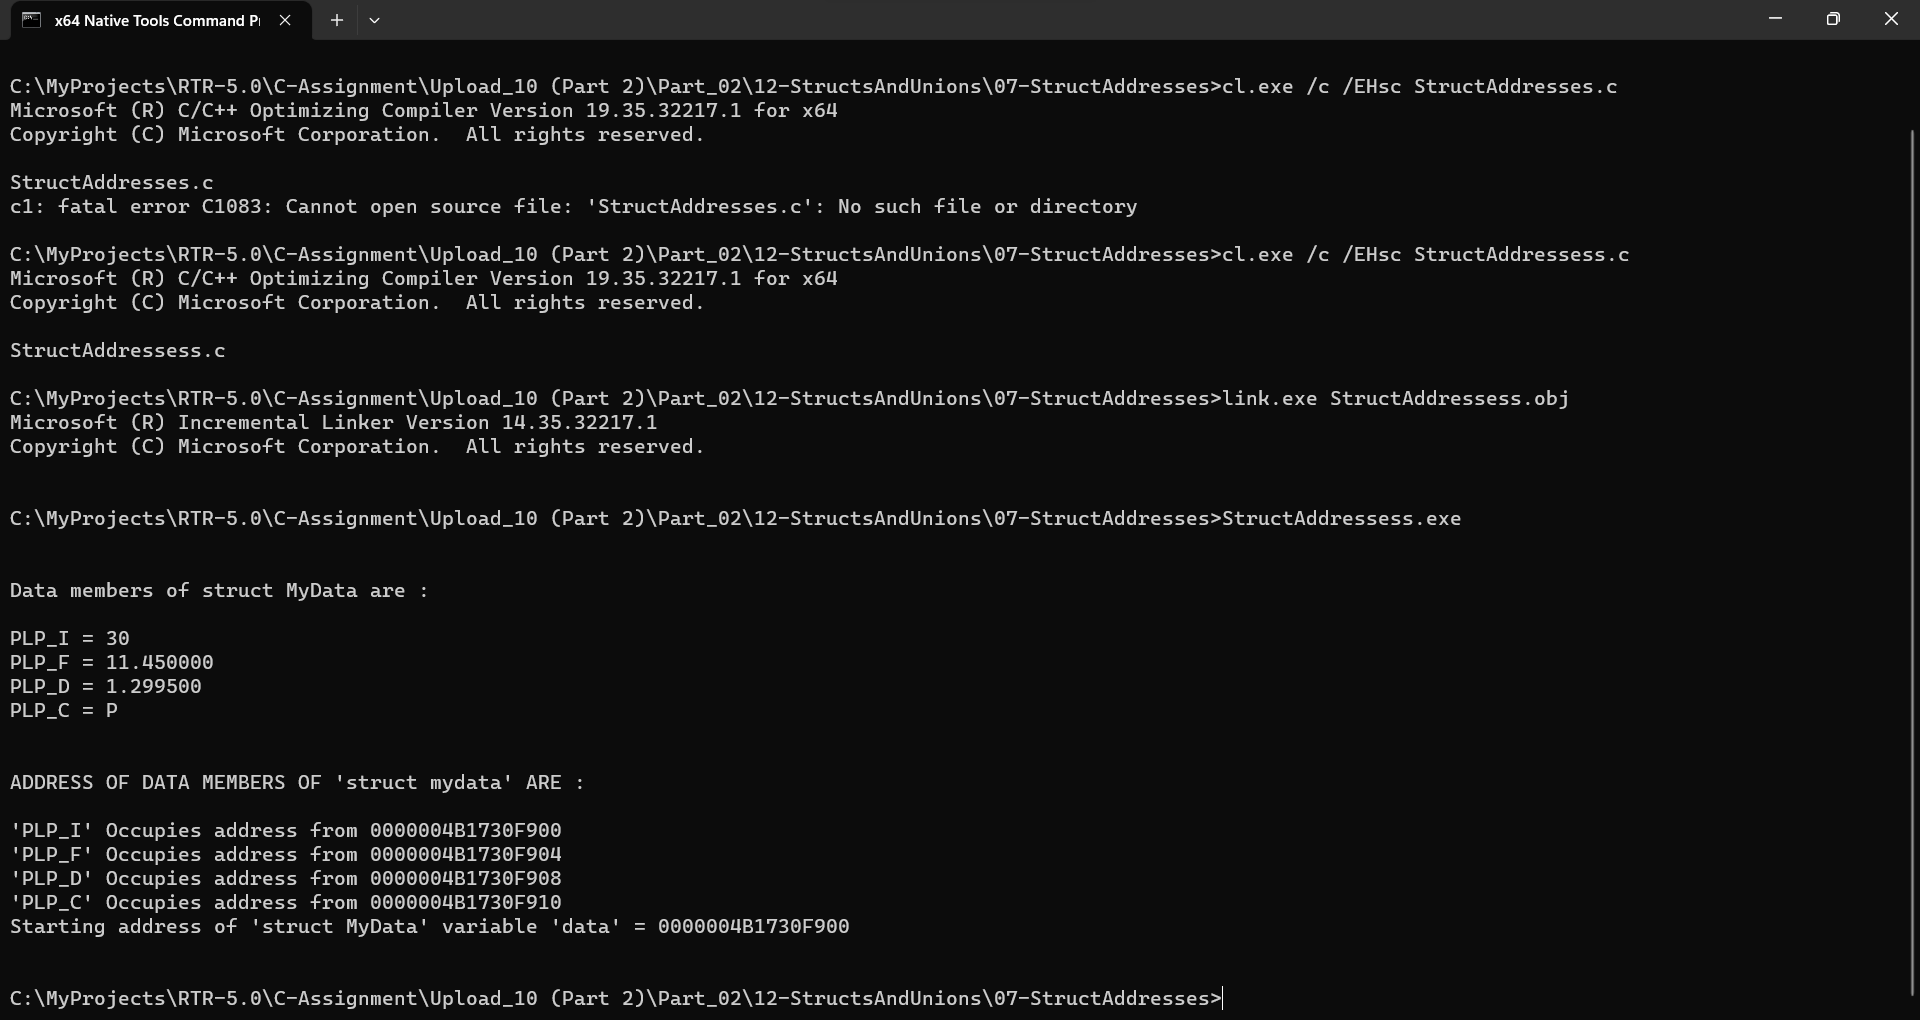 x64 Native Tools Command P
C:\MyProjects\RTR-5.0\C-Assignment\Upload_10 (Part 2)\Part_02\12-StructsAndUnions\07-StructAddresses>cl.exe /c /EHsc StructAddresses.c
Microsoft (R) C/C++ Optimizing Compiler Version 19.35.32217.1 for x64
Copyright (C) Microsoft Corporation.  All rights reserved.
StructAddresses.c
c1: fatal error C1083: Cannot open source file: 'StructAddresses.c': No such file or directory
C:\MyProjects\RTR-5.0\C-Assignment\Upload_10 (Part 2)\Part_02\12-StructsAndUnions\07-StructAddresses>cl.exe /c /EHsc StructAddressess.c
Microsoft (R) C/C++ Optimizing Compiler Version 19.35.32217.1 for x64
Copyright (C) Microsoft Corporation.  All rights reserved.
StructAddressess.c
C:\MyProjects\RTR-5.0\C-Assignment\Upload_10 (Part 2)\Part_02\12-StructsAndUnions\07-StructAddresses>link.exe StructAddressess.obj
Microsoft (R) Incremental Linker Version 14.35.32217.1
Copyright (C) Microsoft Corporation.  All rights reserved.
C:\MyProjects\RTR-5.0\C-Assignment\Upload_10 (Part 2)\Part_02\12-StructsAndUnions\07-StructAddresses>StructAddressess.exe
Data members of struct MyData are :
PLP_I = 30
PLP_F = 11.450000
PLP_D = 1.299500
PLP_C = P
ADDRESS OF DATA MEMBERS OF 'struct mydata' ARE :
'PLP_I' Occupies address from 0000004B1730F900
'PLP_F' Occupies address from 0000004B1730F904
'PLP_D' Occupies address from 0000004B1730F908
'PLP_C' Occupies address from 0000004B1730F910
Starting address of 'struct MyData' variable 'data' = 0000004B1730F900
C:\MyProjects\RTR-5.0\C-Assignment\Upload_10 (Part 2)\Part_02\12-StructsAndUnions\07-StructAddresses>